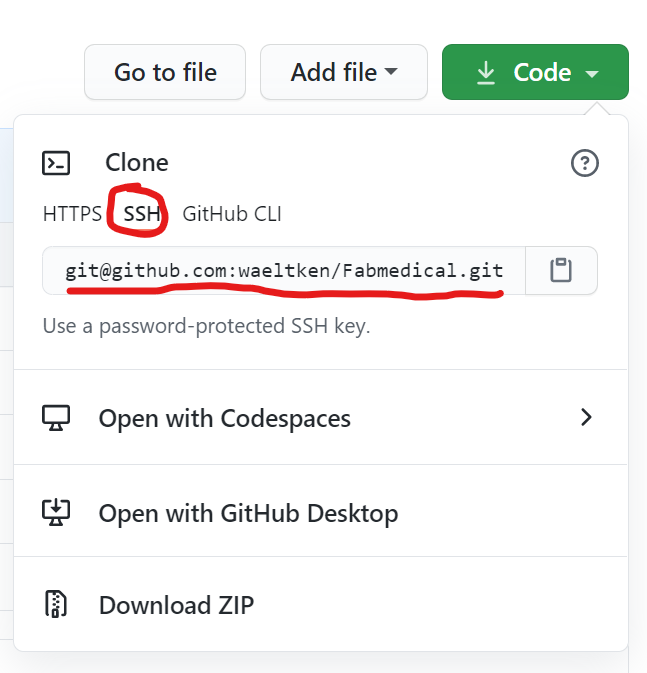 Go to file Add file Code
Clone
HTTPS SSH GitHub CLI
git@github.com:waeltken/Fabmedical.git
Use a password-protected SSH key.
Open with Codespaces
Open with GitHub Desktop
Download ZIP